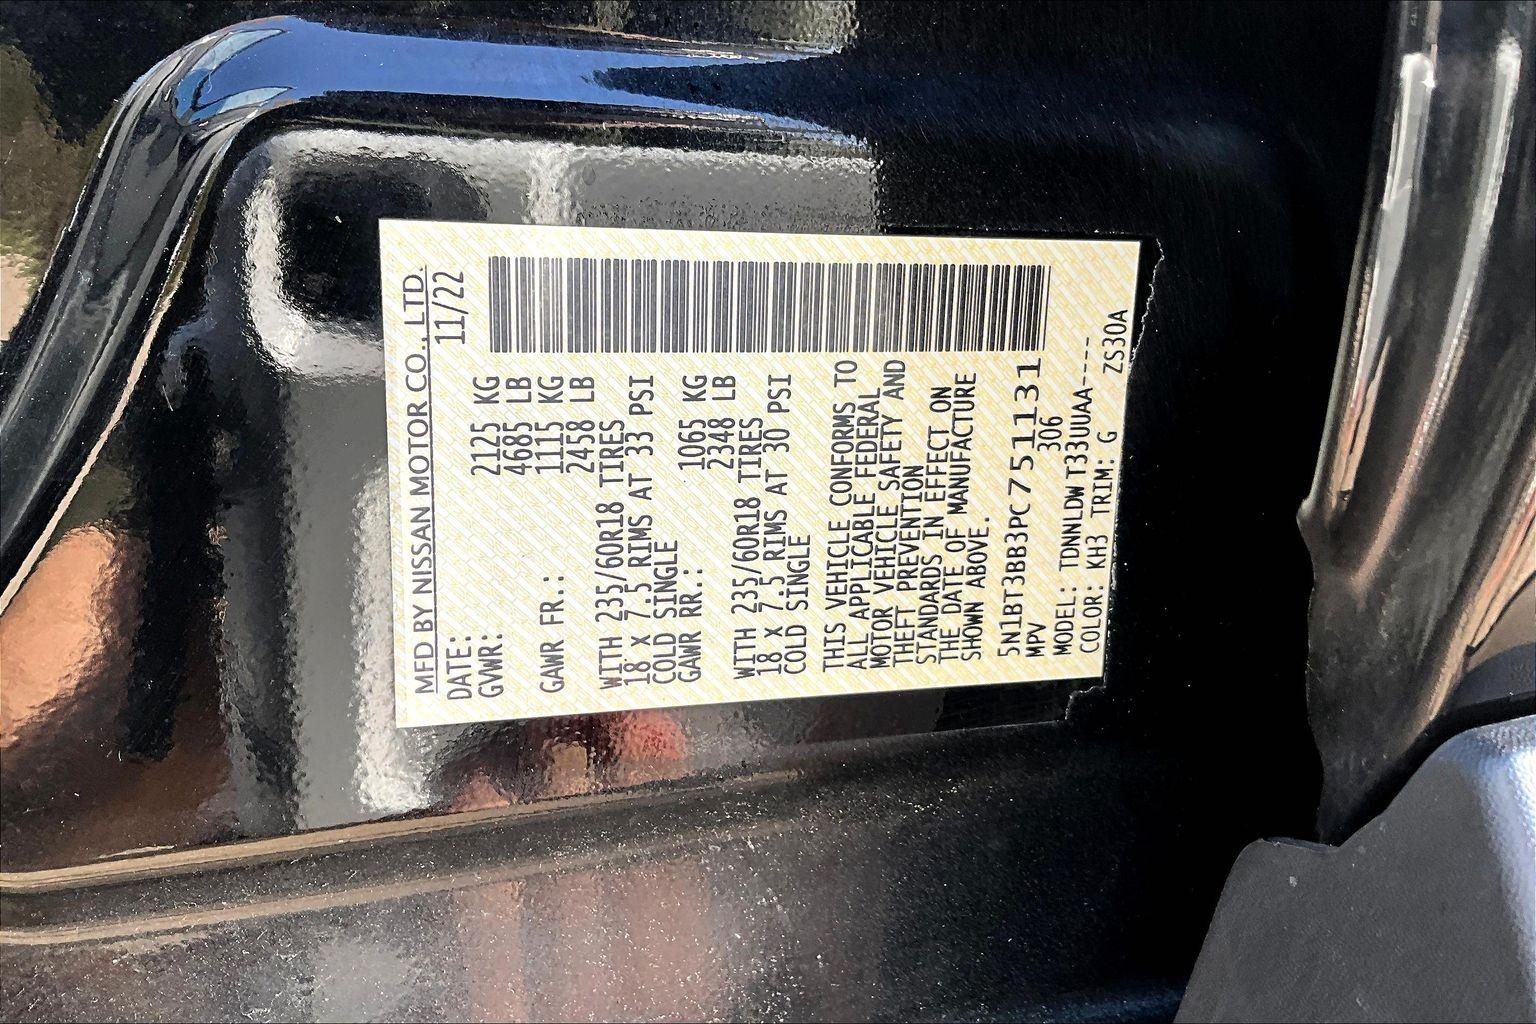 MFD BY NISSAN MOTOR CO., LTD.
DATE: 11/22
GVWR: 2125 KG
4685 LB
GAWR FR.: 1115 KG
2458 LB
WITH 235/60R18 TIRES
18 X 7.5 RIMS AT 33 PSI
COLD SINGLE
GAWR RR.: 1065 KG
2348 LB
WITH 235/60R18 TIRES
18 X 7.5 RIMS AT 30 PSI
COLD SINGLE
THIS VEHICLE CONFORMS TO
ALL APPLICABLE FEDERAL
MOTOR VEHICLE SAFETY AND
THEFT PREVENTION
STANDARDS IN EFFECT ON
THE DATE OF MANUFACTURE
SHOWN ABOVE.
5N1BT3BB3PC751131
MPV 306
MODEL: TDNNLDWT33UUAA-----
COLOR: KH3 TRIM: G ZS30A